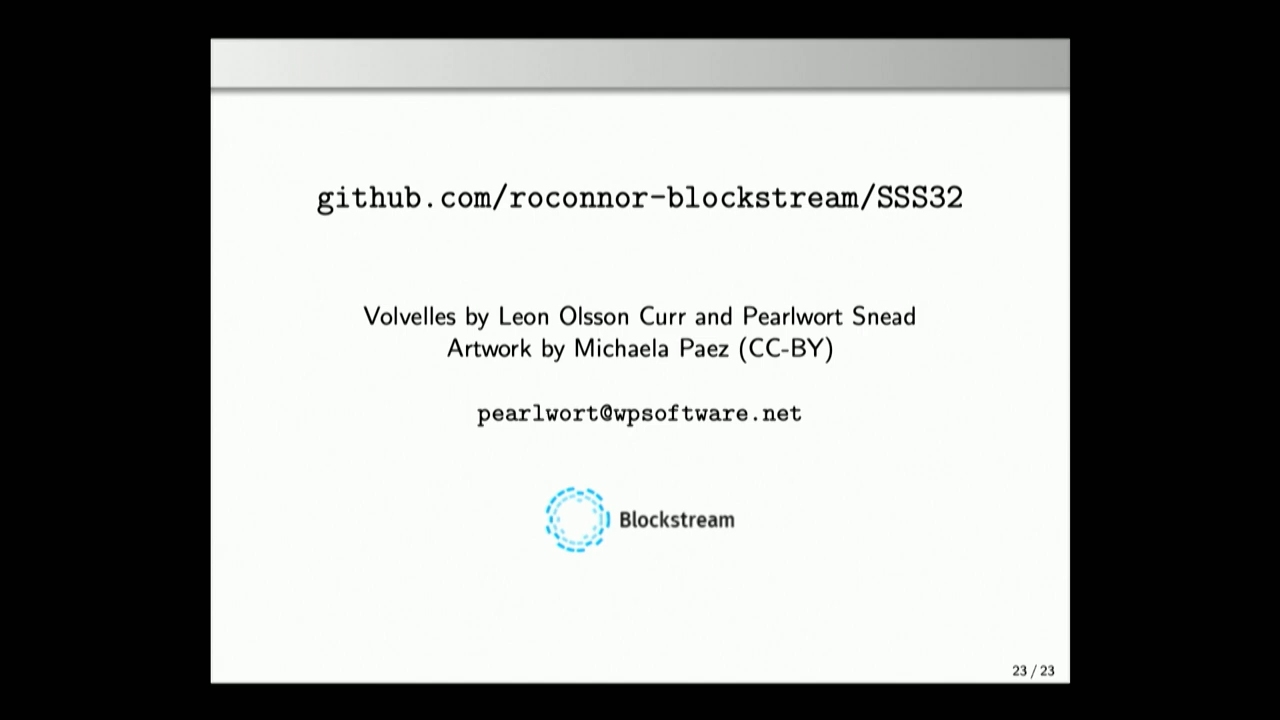 github.com/roconnor-blockstream/SSS32
Volvelles by Leon Olsson Curr and Pearlwort Snead
Artwork by Michaela Paez (CC-BY)
pearlwort@wpsoftware.net
Blockstream
23 / 23